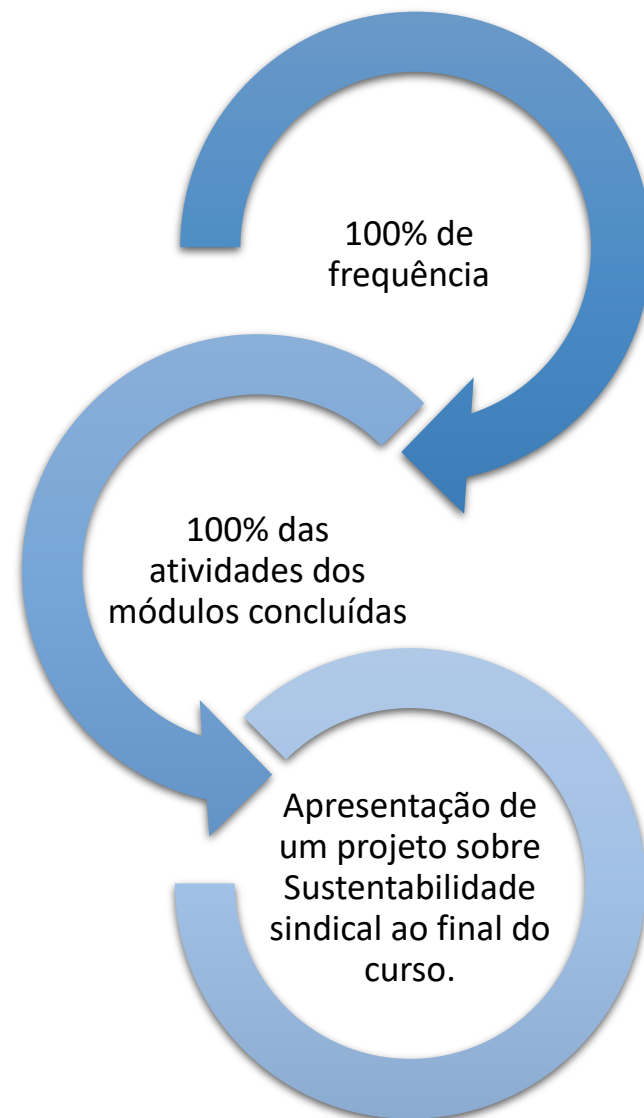 100% de
frequência
100% das
atividades dos
módulos concluídas
Apresentação de
um projeto sobre
Sustentabilidade
sindical ao final do
curso.